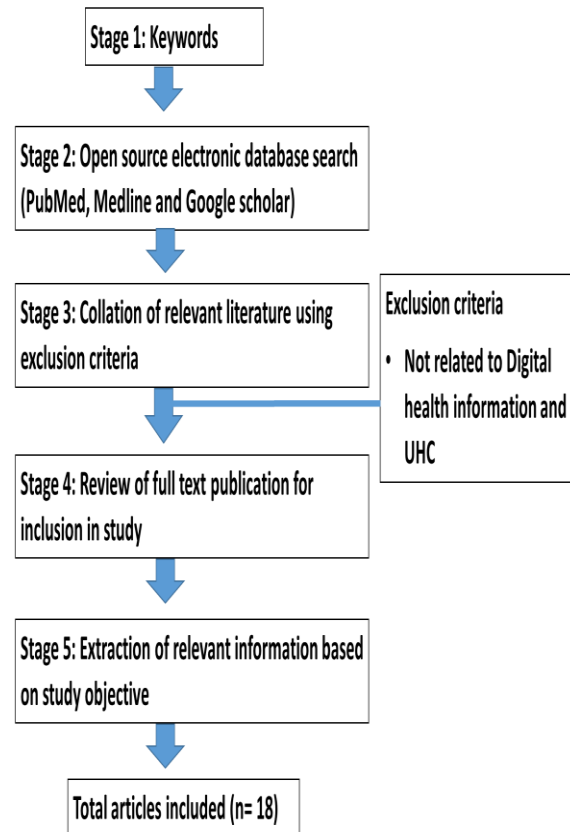 Stage 1: Keywords
Stage 2: Open source electronic database search
(PubMed, Medline and Google scholar)
Stage 3: Collation of relevant literature using
exclusion criteria
Exclusion criteria
• Not related to Digital
health information and
UHC
Stage 4: Review of full text publication for
inclusion in study
Stage 5: Extraction of relevant information based
on study objective
Total articles included (n= 18)